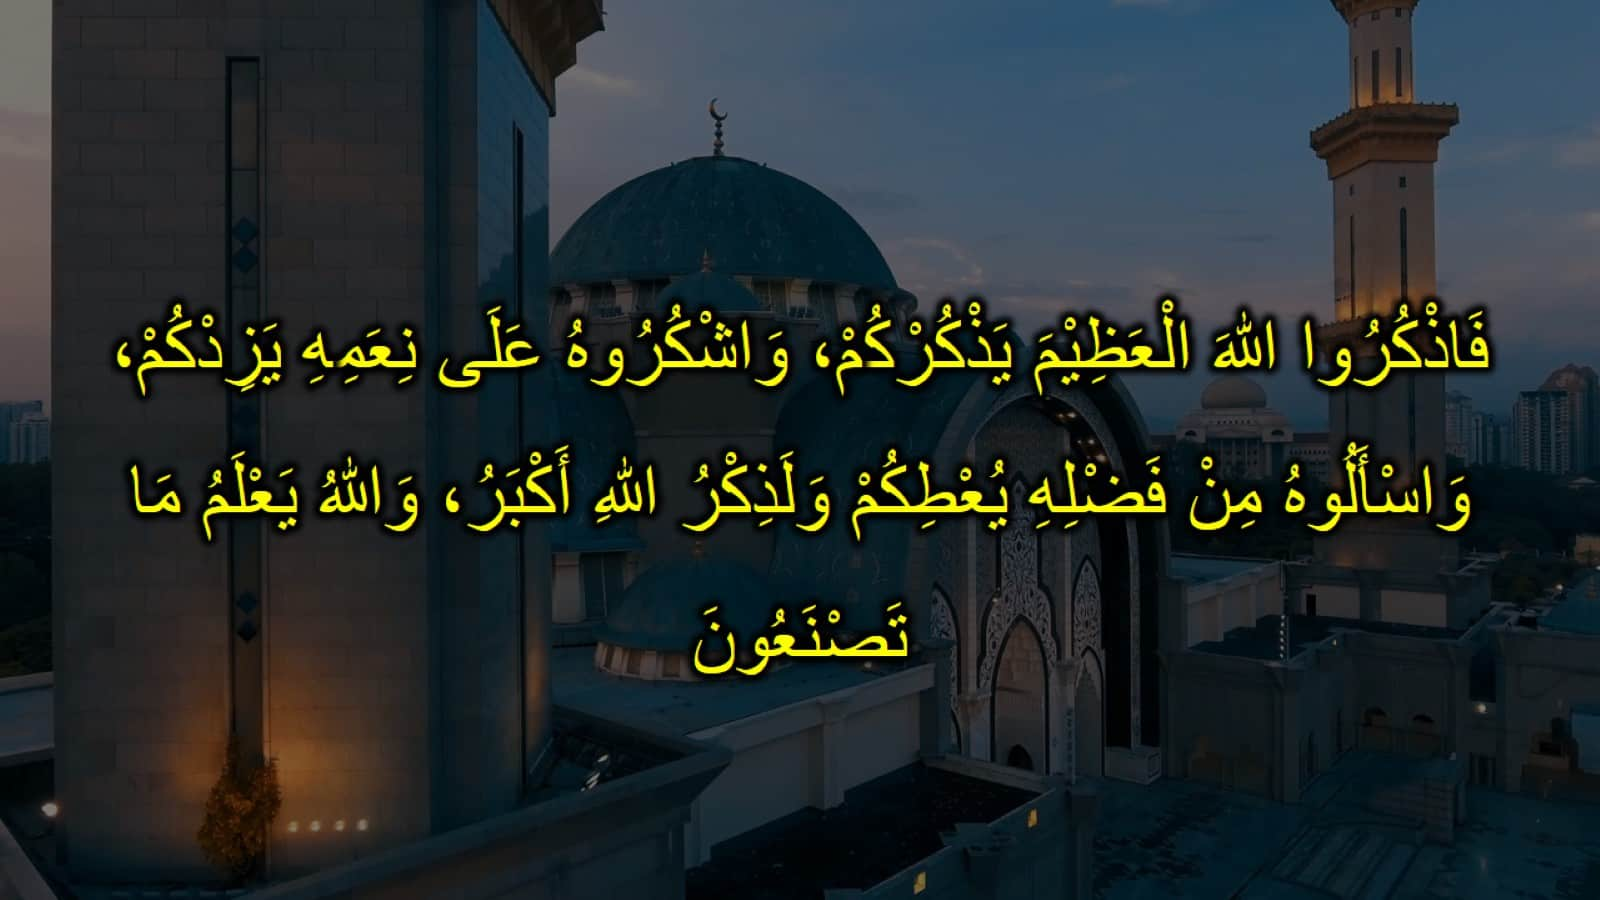 فَاذْكُرُوا اللهَ الْعَظِيْمَ يَذْكُرْكُمْ، وَاشْكُرُوهُ عَلَى نِعَمِهِ يَزِدْكُمْ،
وَاسْأَلُوهُ مِنْ فَضْلِهِ يُعْطِكُمْ وَلَذِكْرُ اللهِ أَكْبَرُ، وَاللهُ يَعْلَمُ مَا
تَصْنَعُونَ